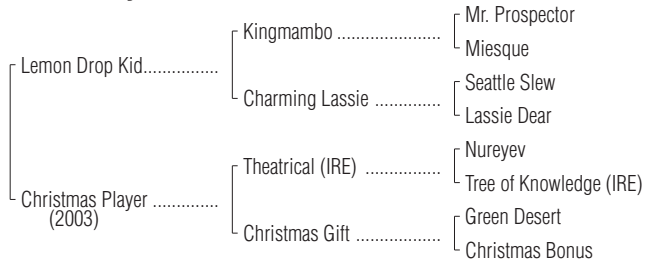 Mr. Prospector
Kingmambo ...................
Miesque
Lemon Drop Kid...............
Seattle Slew
Charming Lassie .............
Lassie Dear
Nureyev
Theatrical (IRE) ...............
Tree of Knowledge (IRE)
Christmas Player .............
(2003)
Green Desert
Christmas Gift ................
Christmas Bonus